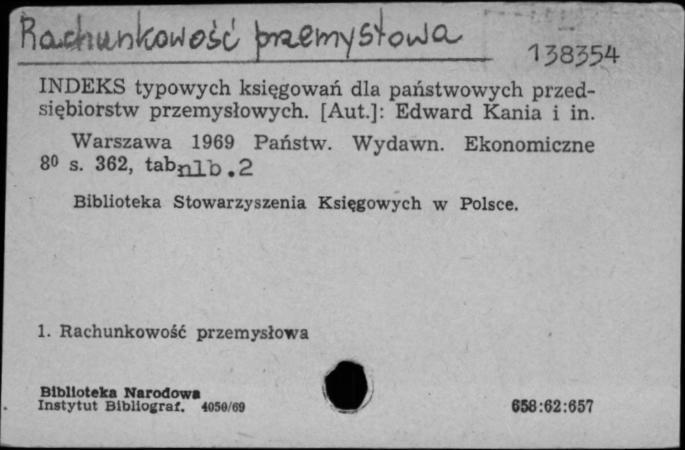 Rachunkowość przemysłowa
138354
INDEKS typowych księgowań dla państwowych przed-
siębiorstw przemysłowych. [Aut.]: Edward Kania i in.
Warszawa 1969 Państw. Wydawn. Ekonomiczne
8⁰ s. 362, tab nlb.2
Biblioteka Stowarzyszenia Księgowych w Polsce.
1. Rachunkowość przemysłowa
Biblioteka Narodowa
Instytut Bibliograf. 4050/69
658:62:657